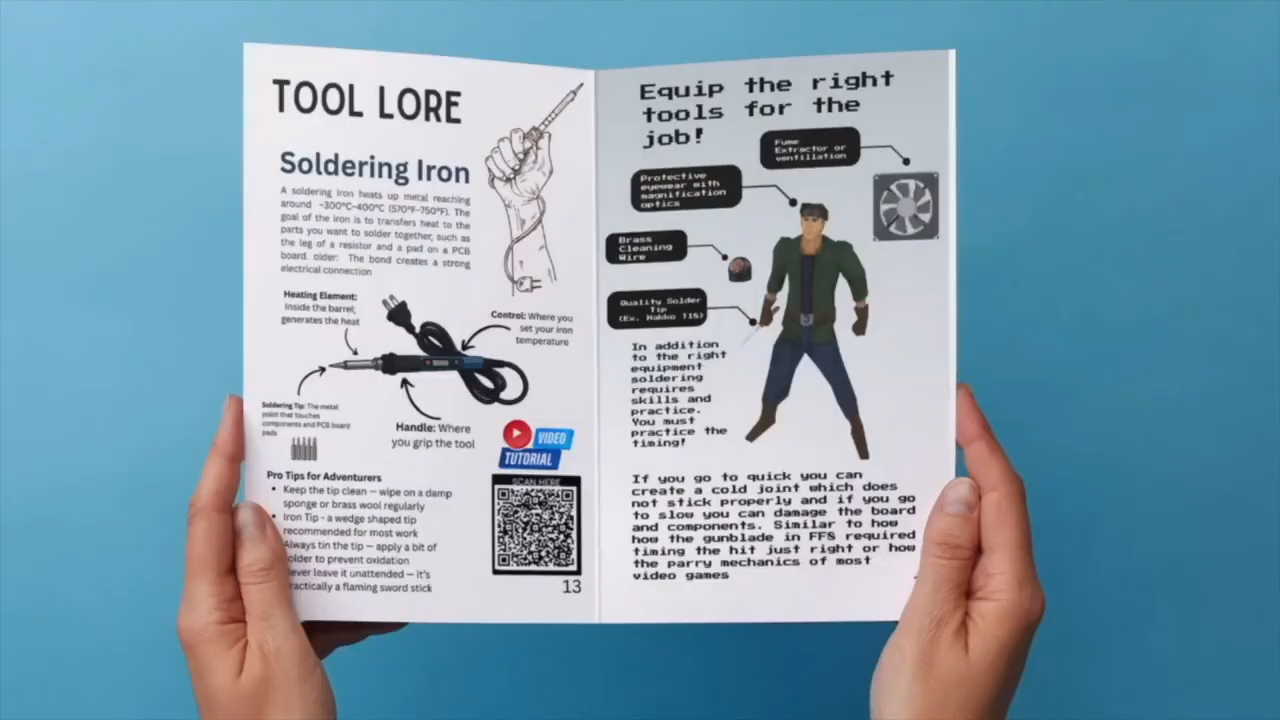 TOOL LORE
Soldering Iron
A soldering iron heats up metal reaching
around ~300°C–400°C (570°F–750°F). The
goal of the iron is to transfers heat to the
parts you want to solder together, such as
the leg of a resistor and a pad on a PCB
board. older: The bond creates a strong
electrical connection
Heating Element:
Inside the barrel;
generates the heat
Control: Where you
set your iron
temperature
Soldering Tip: The metal
point that touches
components and PCB board
pads
Handle: Where
you grip the tool
VIDEO
TUTORIAL
SCAN HERE
Pro Tips for Adventurers
• Keep the tip clean — wipe on a damp
sponge or brass wool regularly
• Iron Tip - a wedge shaped tip
recommended for most work
Always tin the tip — apply a bit of
older to prevent oxidation
ever leave it unattended — it's
ractically a flaming sword stick
13
Equip the right
tools for the
job!
Fume
Extractor or
ventillation
Protective
eyewear with
magnification
optics
Brass
Cleaning
Wire
Quality Solder
Tip
(Ex. Hakko T18)
In addition
to the right
equipment
soldering
requires
skills and
practice.
You must
practice the
timing!
If you go to quick you can
create a cold joint which does
not stick properly and if you go
to slow you can damage the board
and components. Similar to how
how the gunblade in FF8 required
timing the hit just right or how
the parry mechanics of most
video games